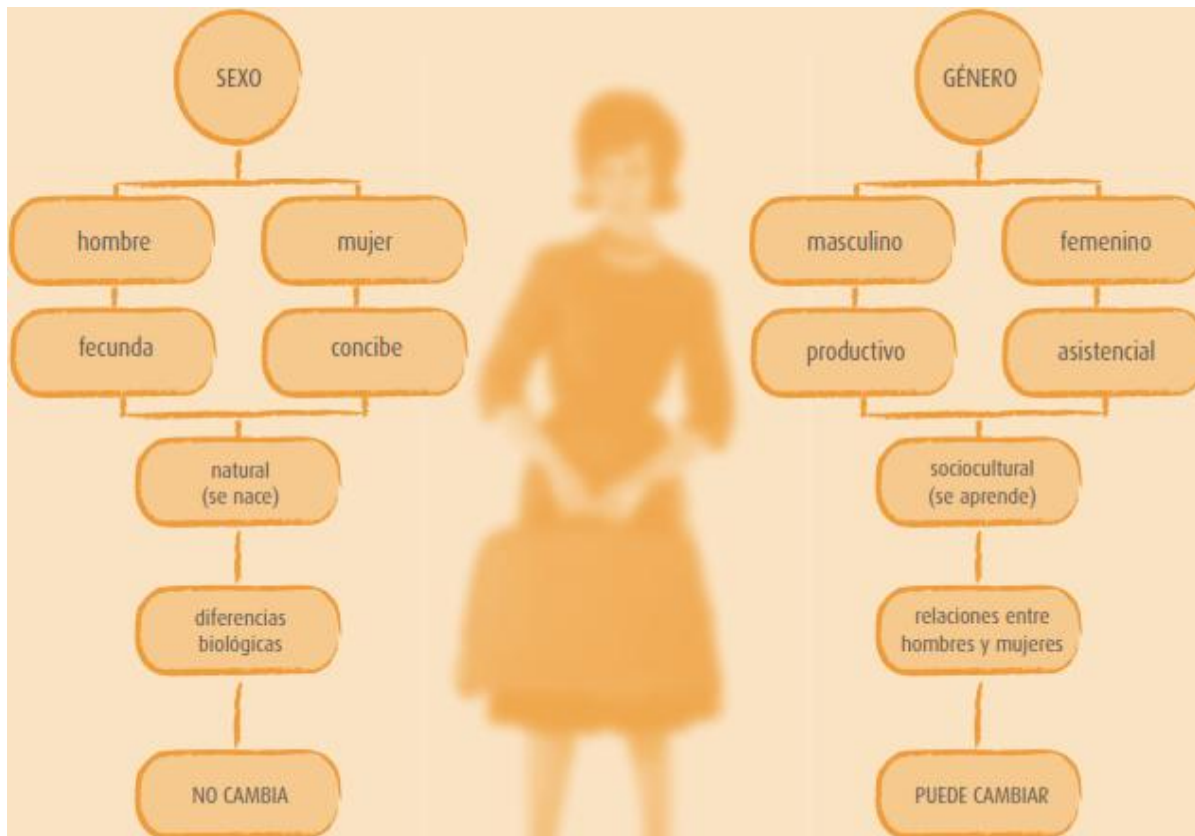 SEXO
hombre
mujer
fecunda
concibe
natural
(se nace)
diferencias
biológicas
NO CAMBIA
GÉNERO
masculino
femenino
productivo
asistencial
sociocultural
(se aprende)
relaciones entre
hombres y mujeres
PUEDE CAMBIAR